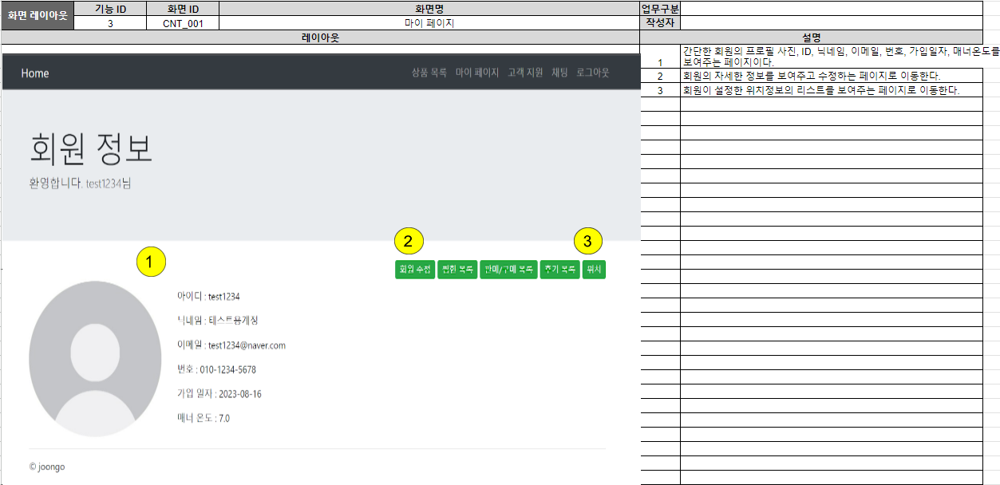 화면 레이아웃 기능 ID 화면 ID 화면명 업무구분
3 CNT_001 마이 페이지 작성자
레이아웃 설명
1 간단한 회원의 프로필 사진, ID, 닉네임, 이메일, 번호, 가입일자, 매너온도를
보여주는 페이지이다.
2 회원의 자세한 정보를 보여주고 수정하는 페이지로 이동한다.
3 회원이 설정한 위치정보의 리스트를 보여주는 페이지로 이동한다.
Home 상품 목록 마이 페이지 고객 지원 채팅 로그아웃
회원 정보
환영합니다. test1234님
2 3
1
회원 수정 찜한 목록 판매/구매 목록 후기 목록 위치
아이디 : test1234
닉네임 : 테스트용계정
이메일 : test1234@naver.com
번호 : 010-1234-5678
가입 일자 : 2023-08-16
매너 온도 : 7.0
© joongo